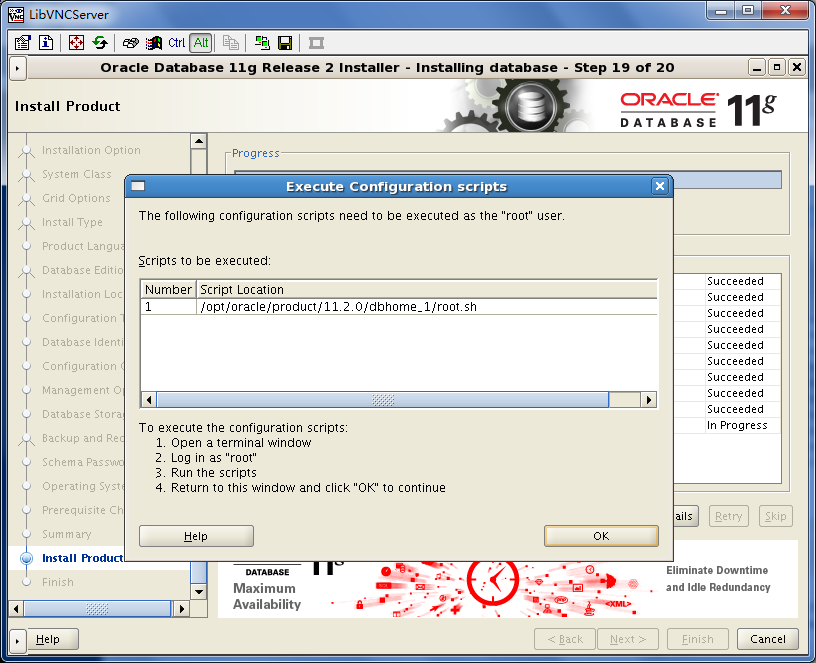 LibVNCServer
Ctrl Alt
Oracle Database 11g Release 2 Installer - Installing database - Step 19 of 20
Install Product
ORACLE
DATABASE 11g
Installation Option
System Class
Grid Options
Install Type
Product Langua
Database Editio
Installation Loc
Configuration T
Database Identi
Configuration O
Management Op
Database Storag
Backup and Rec
Schema Passwo
Operating Syste
Prerequisite Ch
Summary
Install Product
Finish
Progress
Execute Configuration scripts
The following configuration scripts need to be executed as the "root" user.
Scripts to be executed:
Number Script Location
1 /opt/oracle/product/11.2.0/dbhome_1/root.sh
To execute the configuration scripts:
1. Open a terminal window
2. Log in as "root"
3. Run the scripts
4. Return to this window and click "OK" to continue
Help OK
Succeeded
Succeeded
Succeeded
Succeeded
Succeeded
Succeeded
Succeeded
Succeeded
Succeeded
In Progress
ails Retry Skip
DATABASE
Maximum
Availability
<XML>
Eliminate Downtime
and Idle Redundancy
Help < Back Next > Finish Cancel